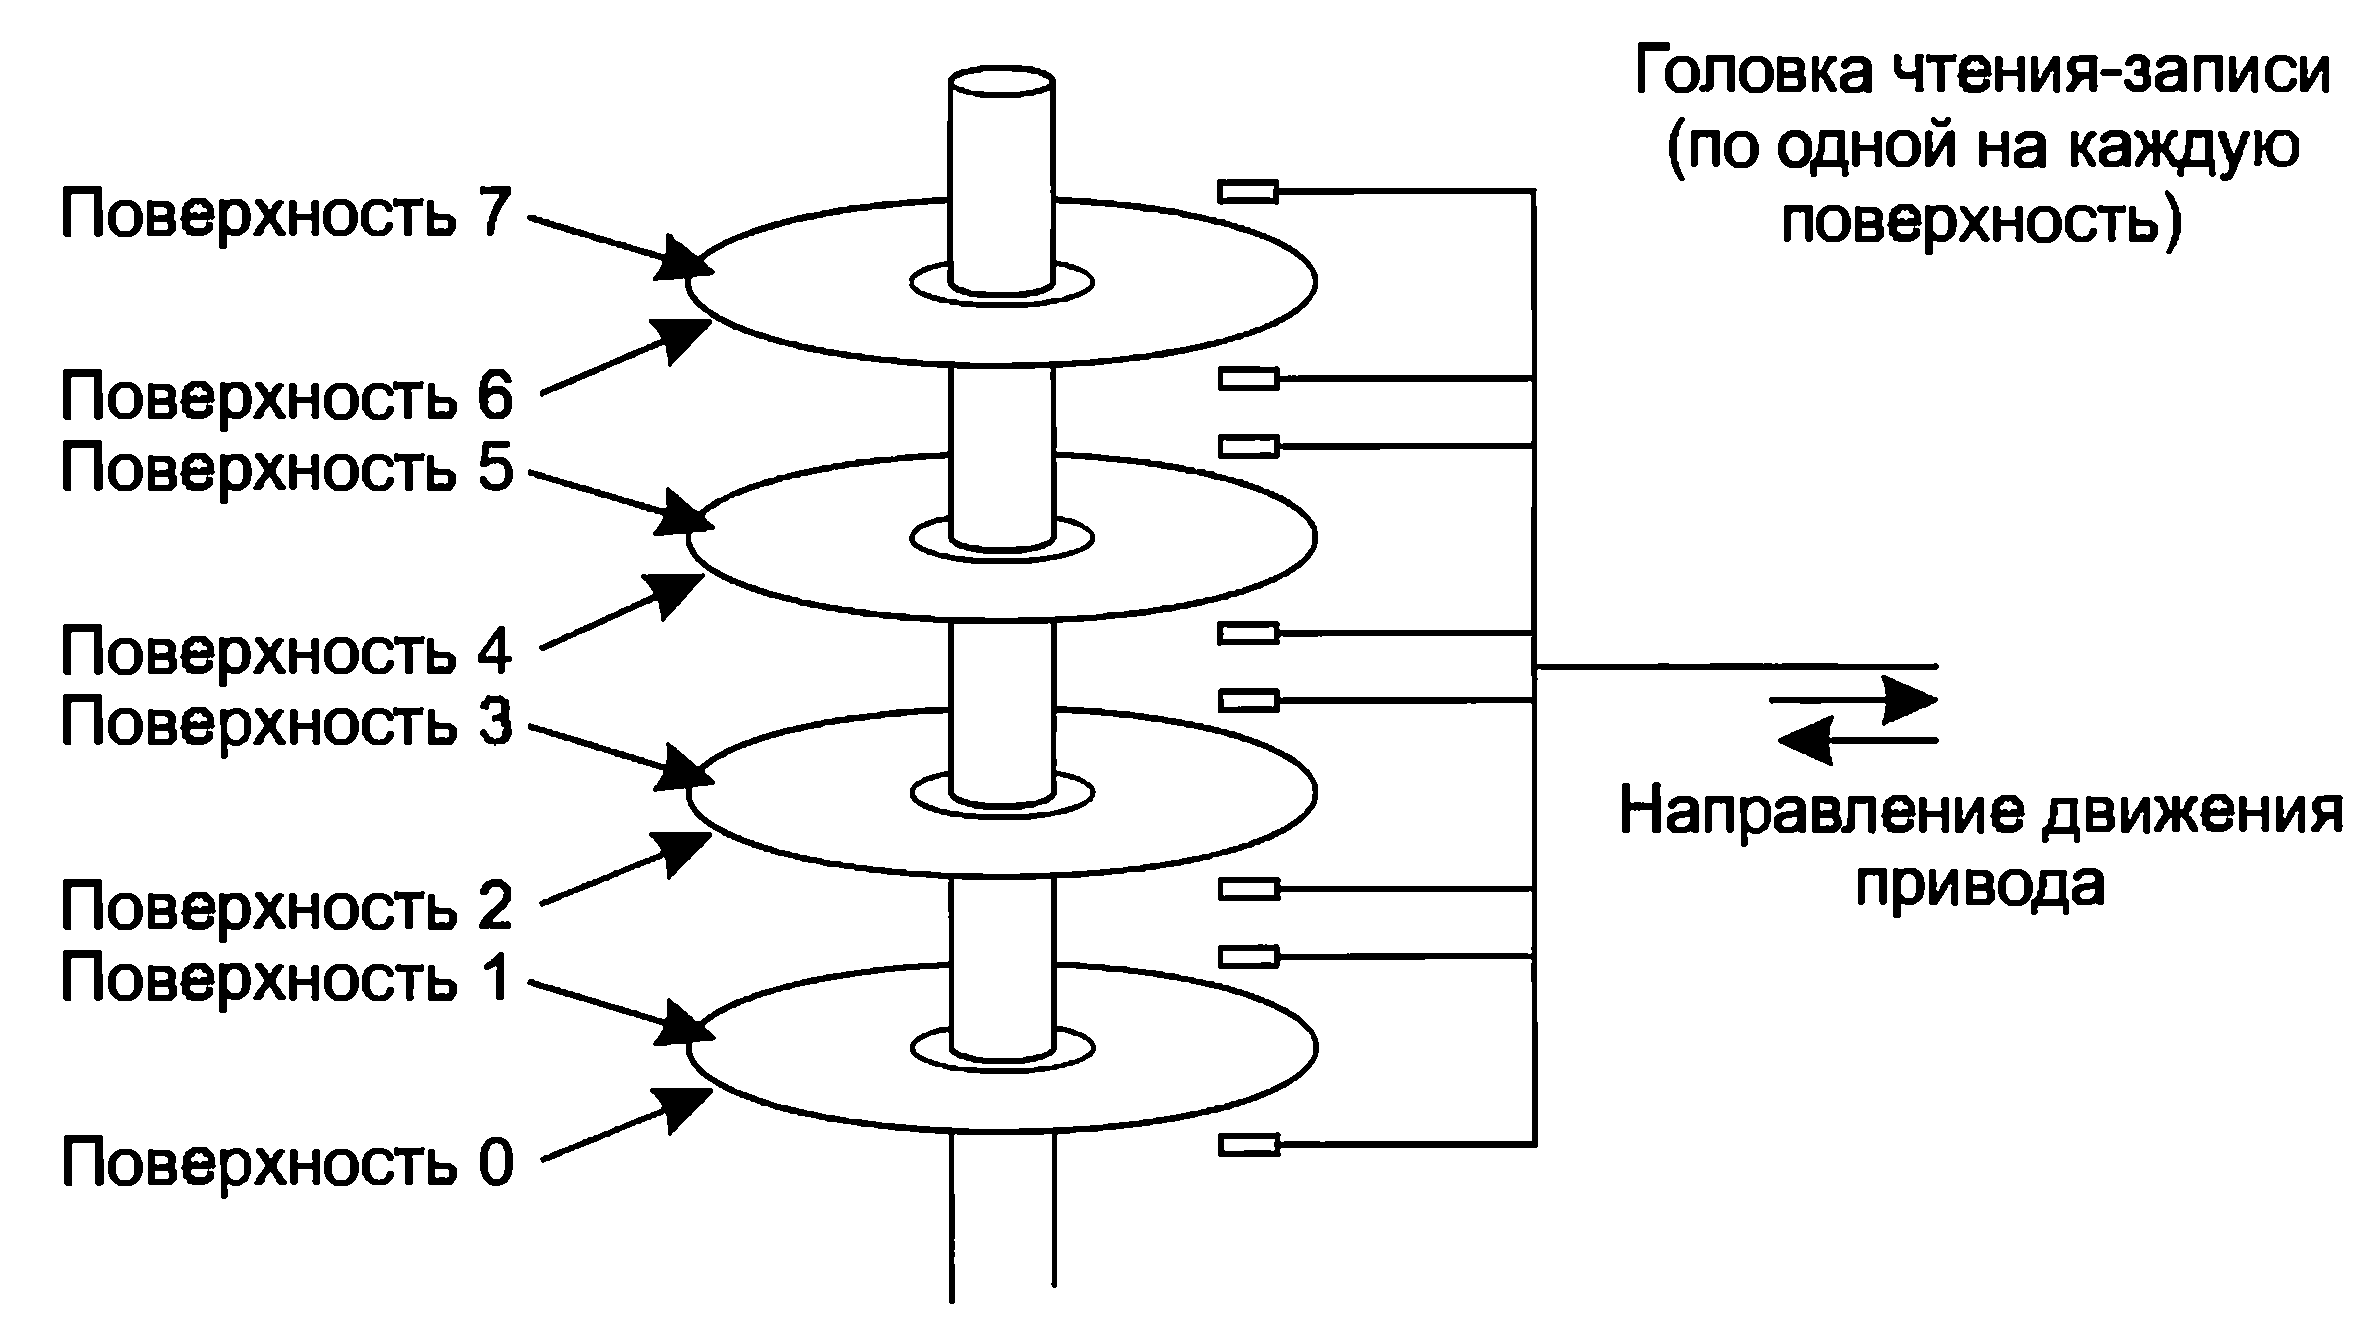 Головка чтения-записи
(по одной на каждую
поверхность)
Поверхность 7
Поверхность 6
Поверхность 5
Поверхность 4
Поверхность 3
Поверхность 2
Поверхность 1
Поверхность 0
Направление движения
привода